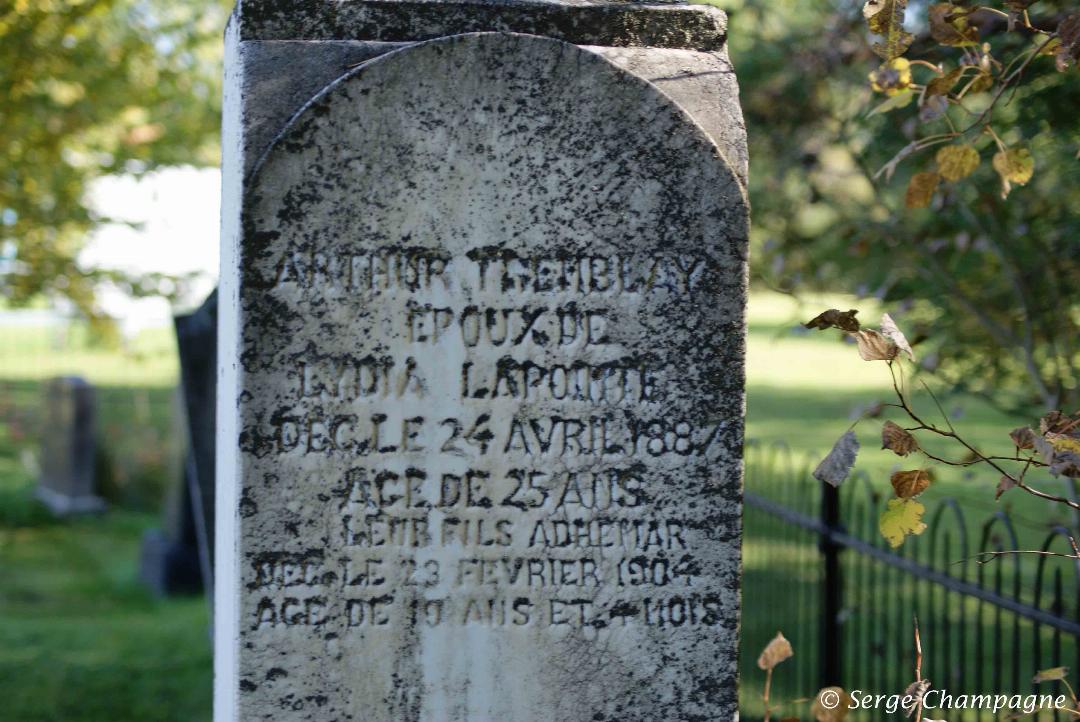 ARTHUR TREMBLAY
EPOUX DE
LYDIA LAPOINTE
DEC. LE 24 AVRIL 1887
AGE DE 25 ANS
LEUR FILS ADHEMAR
DEC. LE 23 FEVRIER 1904
AGE DE 19 ANS ET 4 MOIS
© Serge Champagne